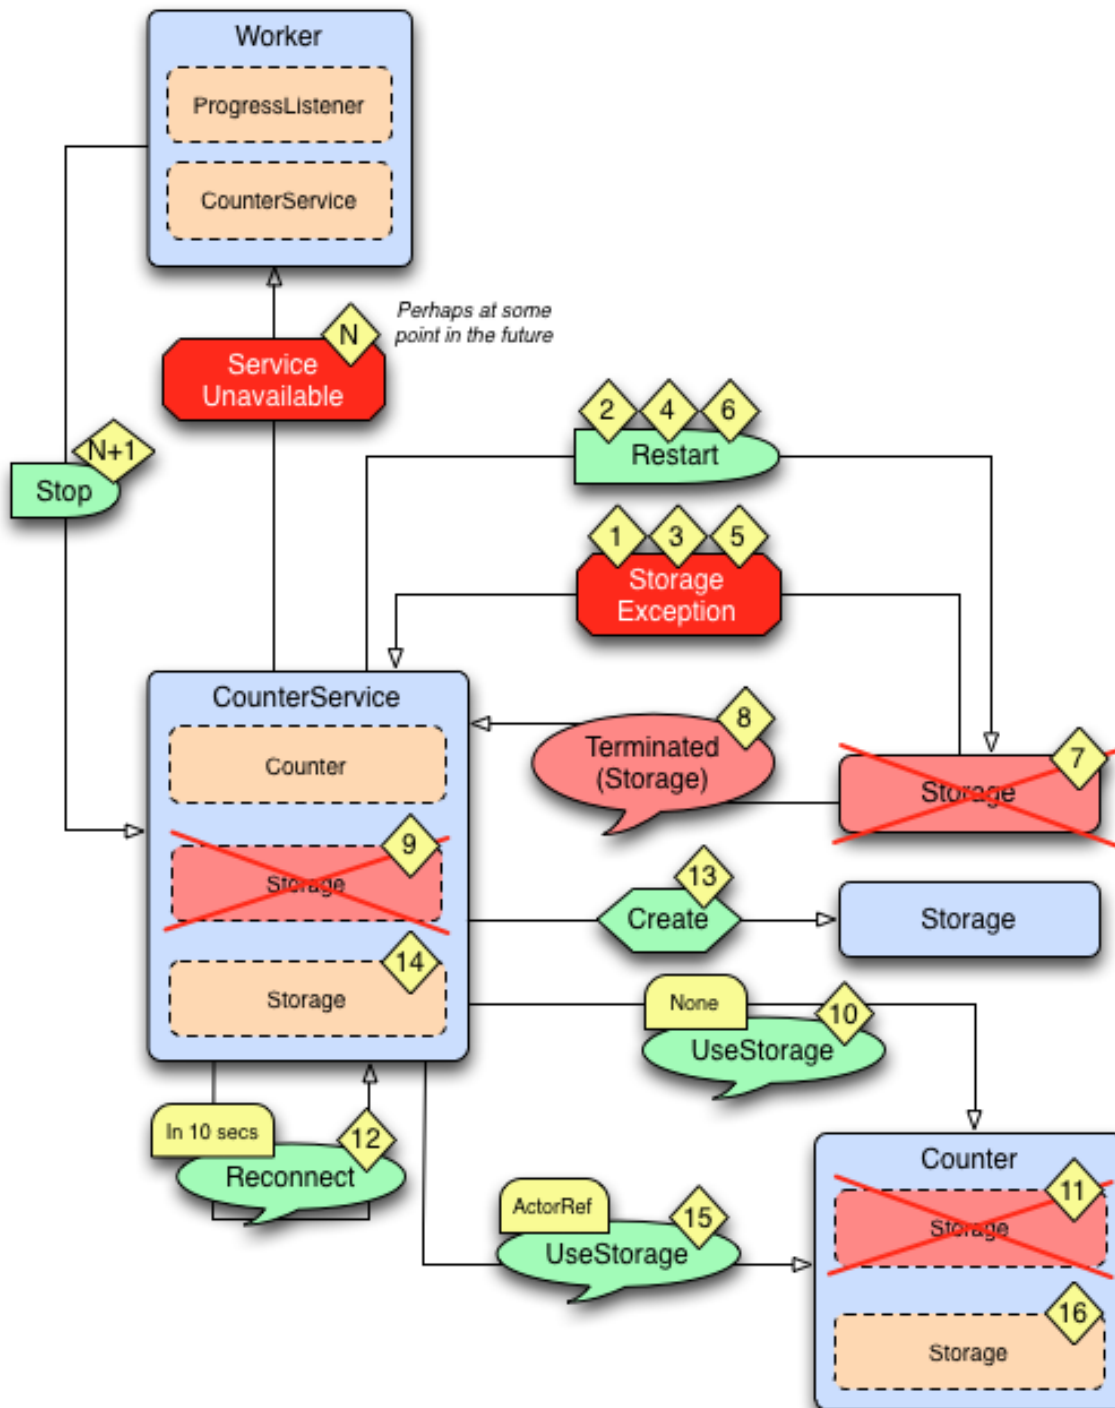 Worker
ProgressListener
CounterService
Perhaps at some
point in the future
N
Service
Unavailable
N+1
Stop
2 4 6
Restart
1 3 5
Storage
Exception
CounterService
Counter
8
Terminated
(Storage)
7
Storage
9
Storage
13
Create
Storage
14
Storage
None
10
UseStorage
In 10 secs
12
Reconnect
Counter
11
Storage
ActorRef
15
UseStorage
16
Storage